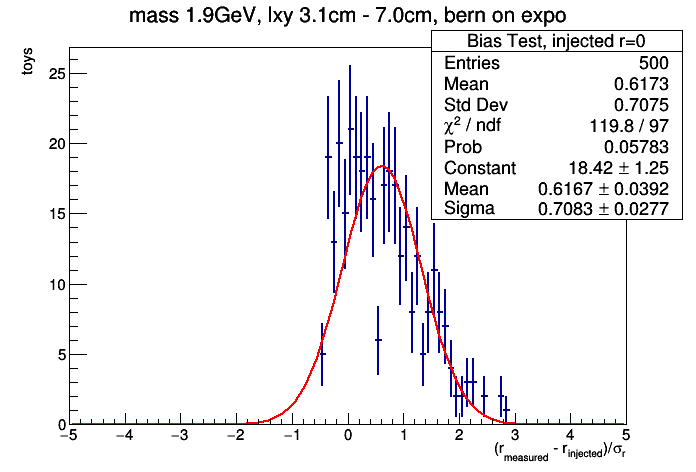 mass 1.9GeV, lxy 3.1cm - 7.0cm, bern on expo
toys
Bias Test, injected r=0
Entries 500
Mean 0.6173
Std Dev 0.7075
χ² / ndf 119.8 / 97
Prob 0.05783
Constant 18.42 ± 1.25
Mean 0.6167 ± 0.0392
Sigma 0.7083 ± 0.0277
25
20
15
10
5
0
−5 −4 −3 −2 −1 0 1 2 3 4 5
(r_measured - r_injected)/σ_r